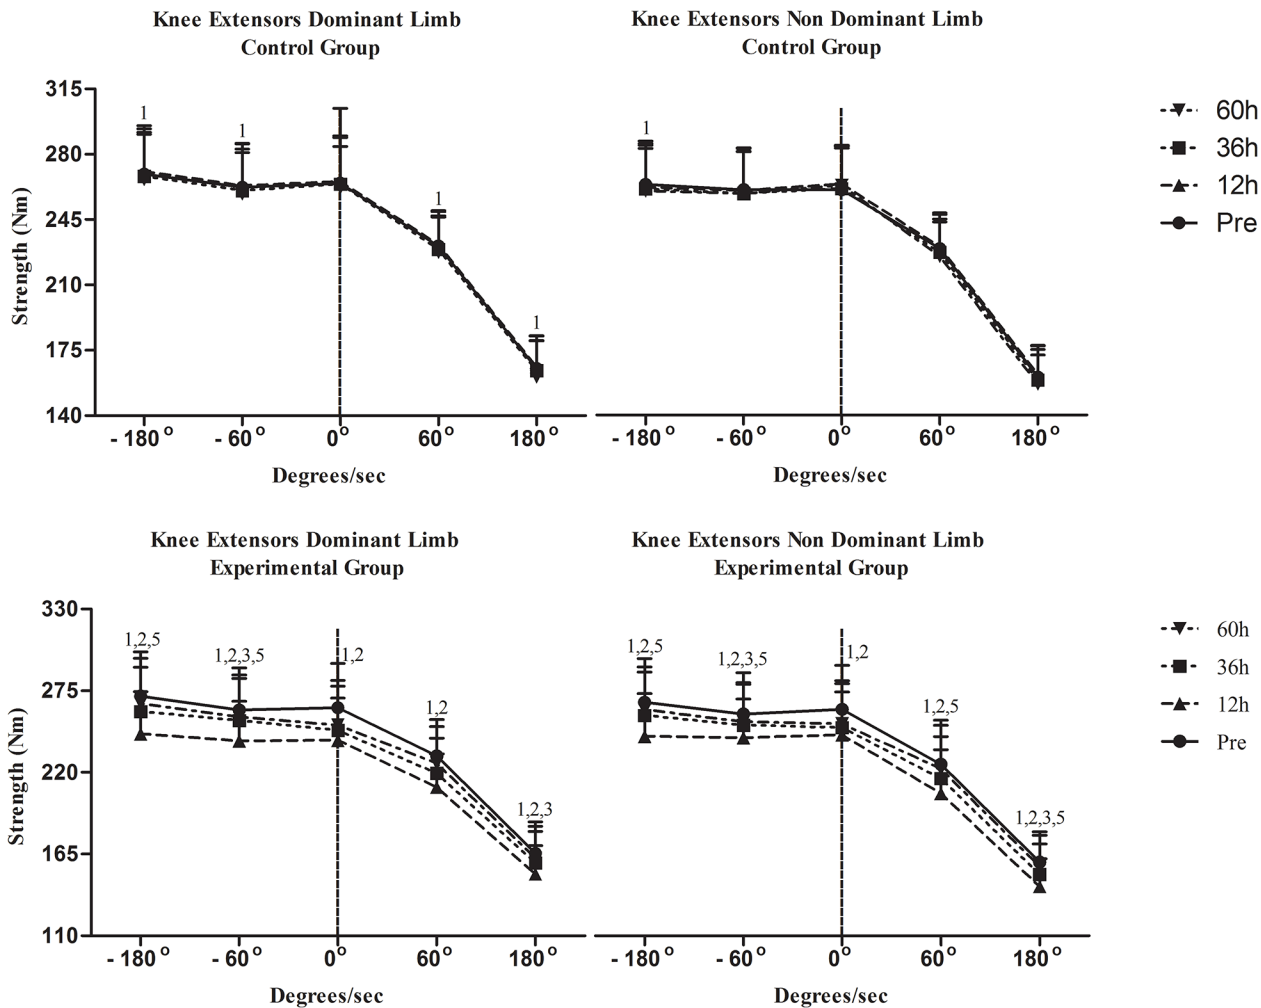 Knee Extensors Dominant Limb
Control Group
Knee Extensors Non Dominant Limb
Control Group
315
280
245
210
175
140
Strength (Nm)
1
1
1
1
1
- 180°
- 60°
0°
60°
180°
- 180°
- 60°
0°
60°
180°
Degrees/sec
Degrees/sec
60h
36h
12h
Pre
Knee Extensors Dominant Limb
Experimental Group
Knee Extensors Non Dominant Limb
Experimental Group
330
275
220
165
110
Strength (Nm)
1,2,5
1,2,3,5
1,2
1,2
1,2,3
1,2,5
1,2,3,5
1,2
1,2,5
1,2,3,5
- 180°
- 60°
0°
60°
180°
- 180°
- 60°
0°
60°
180°
Degrees/sec
Degrees/sec
60h
36h
12h
Pre